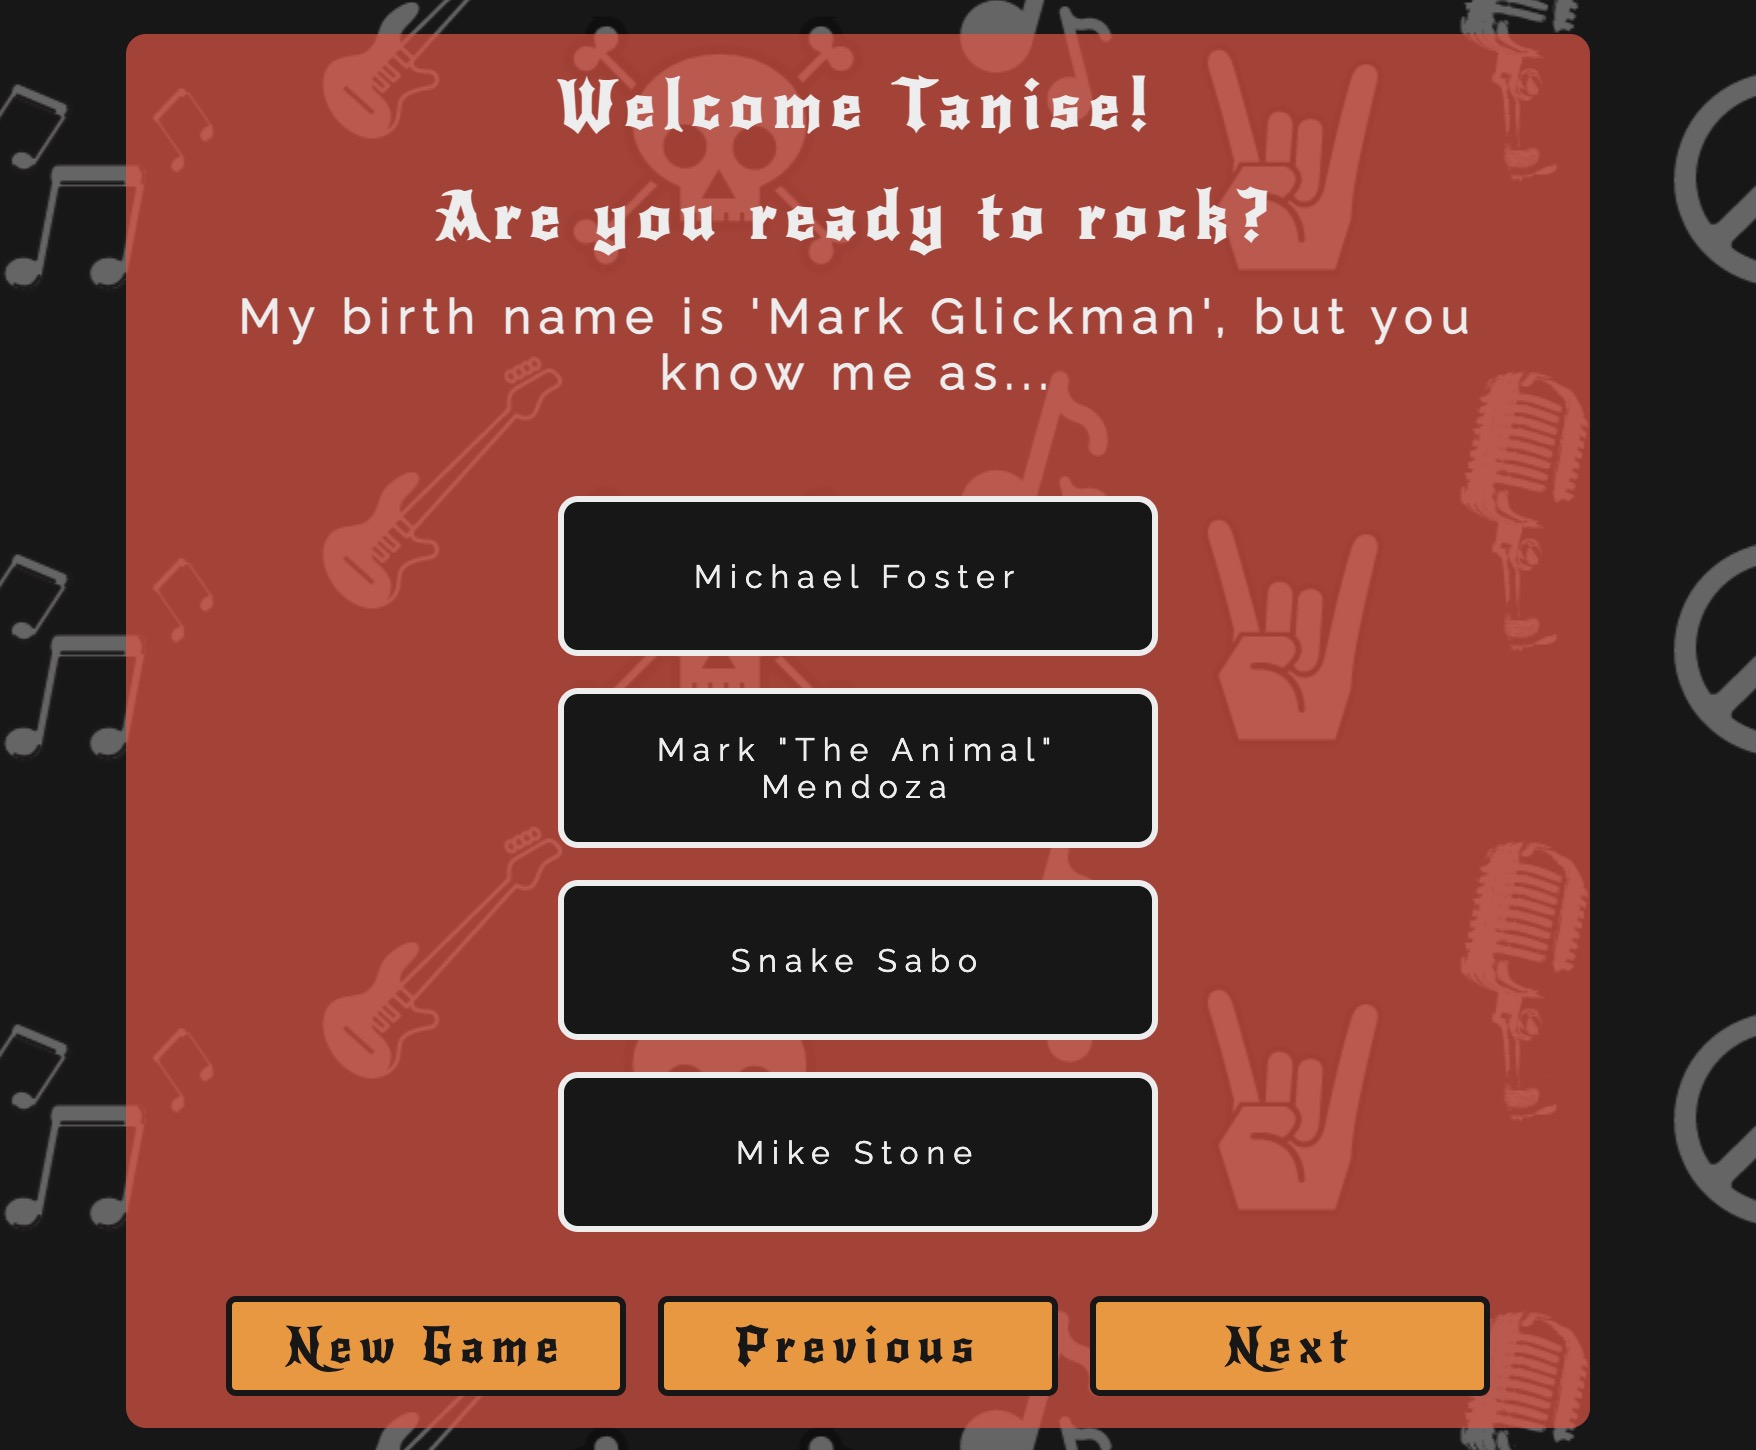 Welcome Tanise!
Are you ready to rock?
My birth name is 'Mark Glickman', but you
know me as...
Michael Foster
Mark "The Animal"
Mendoza
Snake Sabo
Mike Stone
New Game
Previous
Next